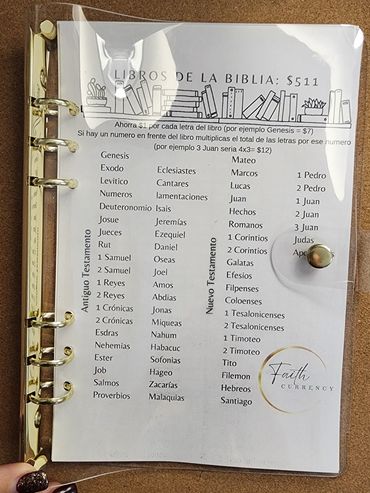 LIBROS DE LA BIBLIA: $511
Ahorra $1 por cada letra del libro (por ejemplo Genesis = $7)
Si hay un numero en frente del libro multiplicas el total de las letras por ese numero
(por ejemplo 3 Juan seria 4x3= $12)
Antiguo Testamento
Genesis
Exodo
Levitico
Numeros
Deuteronomio
Josue
Jueces
Rut
1 Samuel
2 Samuel
1 Reyes
2 Reyes
1 Crónicas
2 Crónicas
Esdras
Nehemias
Ester
Job
Salmos
Proverbios
Eclesiastes
Cantares
lamentaciones
Isais
Jeremías
Ezequiel
Daniel
Oseas
Joel
Amos
Abdias
Jonas
Miqueas
Nahum
Habacuc
Sofonias
Hageo
Zacarías
Malaquias
Nuevo Testamento
Mateo
Marcos
Lucas
Juan
Hechos
Romanos
1 Corintios
2 Corintios
Galatas
Efesios
Filpenses
Coloenses
1 Tesalonicenses
2 Tesalonicenses
1 Timoteo
2 Timoteo
Tito
Filemon
Hebreos
Santiago
1 Pedro
2 Pedro
1 Juan
2 Juan
3 Juan
Judas
Faith
CURRENCY